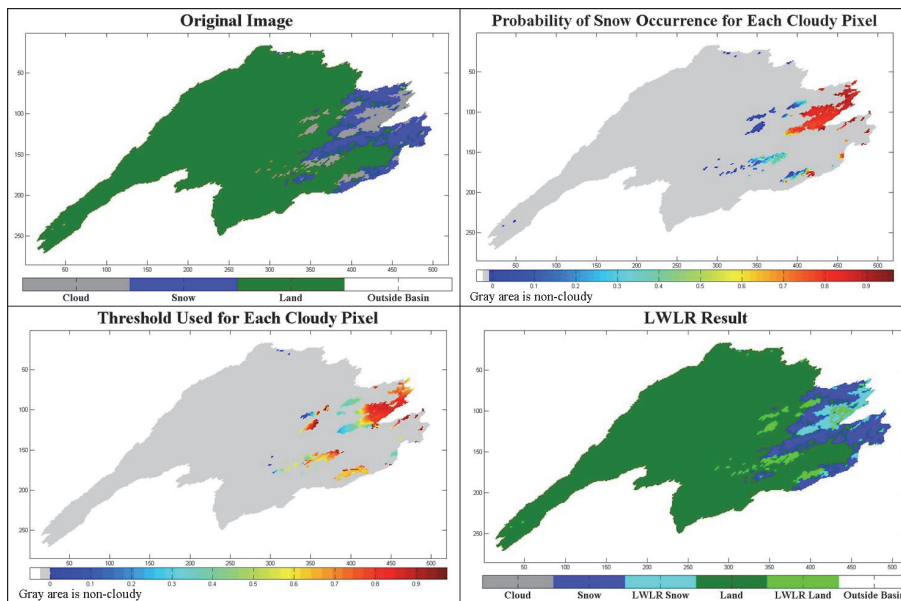 Original Image
50
100
150
200
250
50 100 150 200 250 300 350 400 450 500
Cloud Snow Land Outside Basin
Probability of Snow Occurrence for Each Cloudy Pixel
50
100
150
200
250
50 100 150 200 250 300 350 400 450 500
0 0.1 0.2 0.3 0.4 0.5 0.6 0.7 0.8 0.9
Gray area is non-cloudy
Threshold Used for Each Cloudy Pixel
50
100
150
200
250
50 100 150 200 250 300 350 400 450 500
0 0.1 0.2 0.3 0.4 0.5 0.6 0.7 0.8 0.9
Gray area is non-cloudy
LWLR Result
50
100
150
200
250
50 100 150 200 250 300 350 400 450 500
Cloud Snow LWLR Snow Land LWLR Land Outside Basin